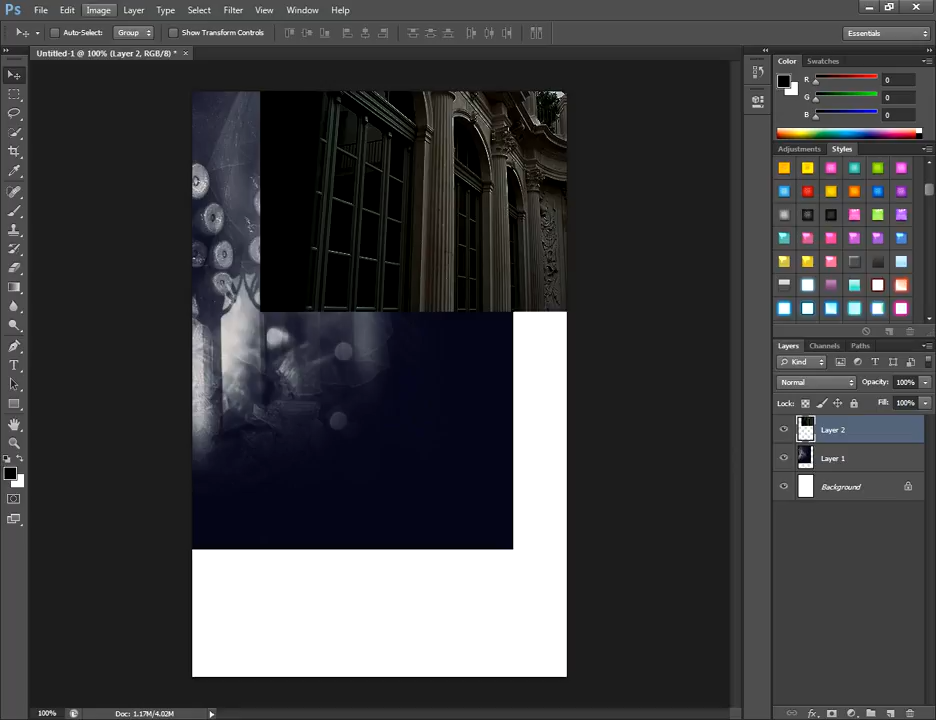 Ps File Edit Image Layer Type Select Filter View Window Help
Auto-Select: Group Show Transform Controls Essentials
Untitled-1 @ 100% (Layer 2, RGB/8) * ×
Color Swatches
R 0
G 0
B 0
Adjustments Styles
Layers Channels Paths
Kind T
Normal Opacity: 100%
Lock: Fill: 100%
Layer 2
Layer 1
Background
T
100% Doc: 1.17M/4.02M
fx